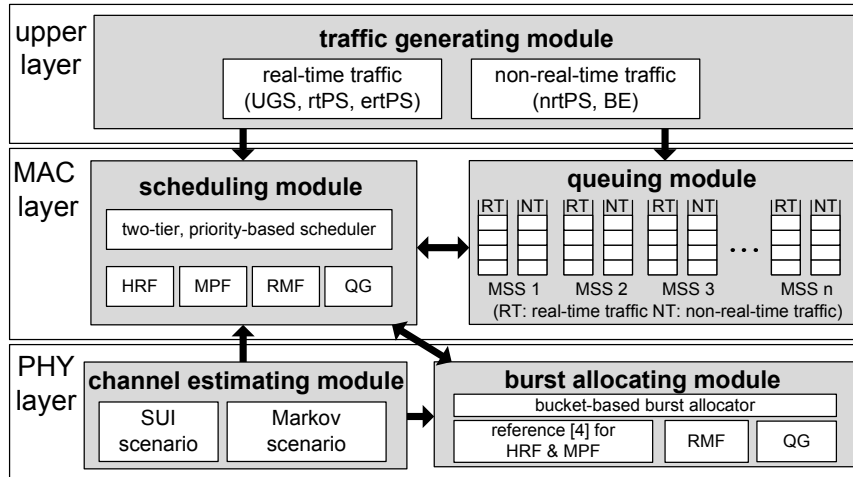 upper
layer
traffic generating module
real-time traffic
(UGS, rtPS, ertPS)
non-real-time traffic
(nrtPS, BE)
MAC
layer
scheduling module
two-tier, priority-based scheduler
HRF MPF RMF QG
queuing module
RT NT RT NT RT NT RT NT
...
MSS 1 MSS 2 MSS 3 MSS n
(RT: real-time traffic NT: non-real-time traffic)
PHY
layer
channel estimating module
SUI
scenario
Markov
scenario
burst allocating module
bucket-based burst allocator
reference [4] for
HRF & MPF
RMF QG